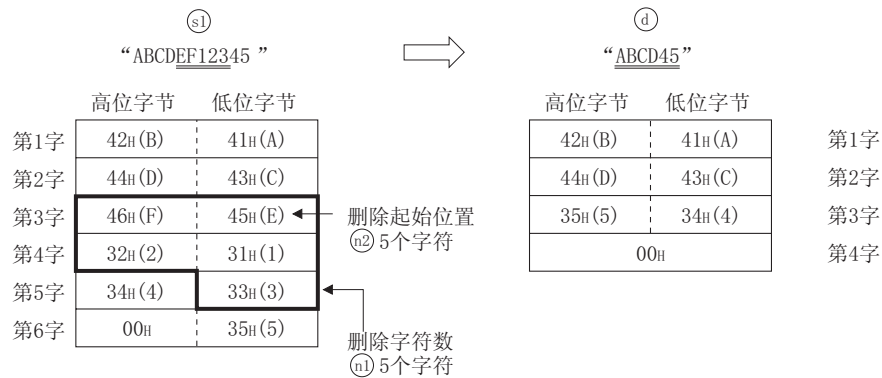 s1 d
“ABCDEF12345 ” “ABCD45”
高位字节 低位字节 高位字节 低位字节
第1字 42H(B) 41H(A) 42H(B) 41H(A) 第1字
第2字 44H(D) 43H(C) 44H(D) 43H(C) 第2字
第3字 46H(F) 45H(E) 删除起始位置 35H(5) 34H(4) 第3字
第4字 32H(2) 31H(1) n2 5个字符 00H 第4字
第5字 34H(4) 33H(3)
第6字 00H 35H(5) 删除字符数
n1 5个字符